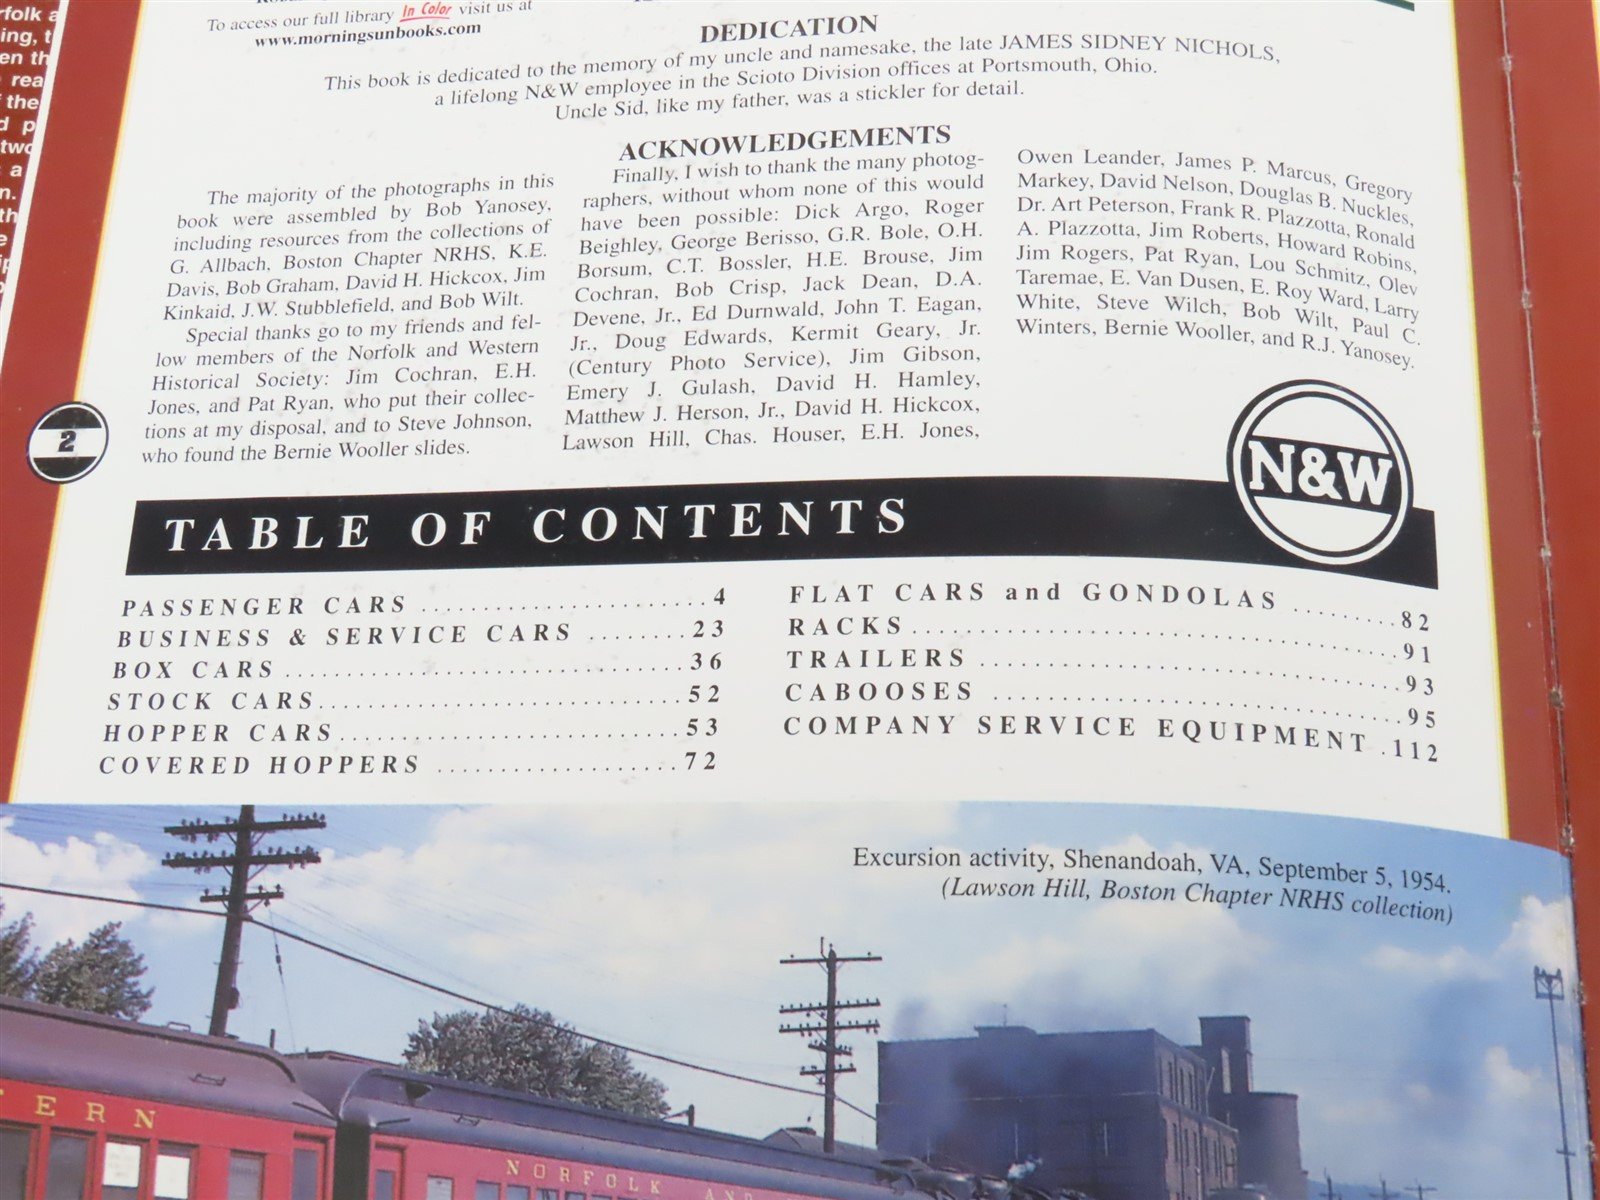 rfolk a
ing, t
en th
rea
the
d p
two
a
n.
th
e
To access our full library In Color visit us at
www.morningsunbooks.com
DEDICATION
This book is dedicated to the memory of my uncle and namesake, the late JAMES SIDNEY NICHOLS,
a lifelong N&W employee in the Scioto Division offices at Portsmouth, Ohio.
Uncle Sid, like my father, was a stickler for detail.
ACKNOWLEDGEMENTS
The majority of the photographs in this
book were assembled by Bob Yanosey,
including resources from the collections of
G. Allbach, Boston Chapter NRHS, K.E.
Davis, Bob Graham, David H. Hickcox, Jim
Kinkaid, J.W. Stubblefield, and Bob Wilt.
Special thanks go to my friends and fel-
low members of the Norfolk and Western
Historical Society: Jim Cochran, E.H.
Jones, and Pat Ryan, who put their collec-
tions at my disposal, and to Steve Johnson,
who found the Bernie Wooller slides.
Finally, I wish to thank the many photog-
raphers, without whom none of this would
have been possible: Dick Argo, Roger
Beighley, George Berisso, G.R. Bole, O.H.
Borsum, C.T. Bossler, H.E. Brouse, Jim
Cochran, Bob Crisp, Jack Dean, D.A.
Devene, Jr., Ed Durnwald, John T. Eagan,
Jr., Doug Edwards, Kermit Geary, Jr.
(Century Photo Service), Jim Gibson,
Emery J. Gulash, David H. Hamley,
Matthew J. Herson, Jr., David H. Hickcox,
Lawson Hill, Chas. Houser, E.H. Jones,
Owen Leander, James P. Marcus, Gregory
Markey, David Nelson, Douglas B. Nuckles,
Dr. Art Peterson, Frank R. Plazzotta, Ronald
A. Plazzotta, Jim Roberts, Howard Robins,
Jim Rogers, Pat Ryan, Lou Schmitz, Olev
Taremae, E. Van Dusen, E. Roy Ward, Larry
White, Steve Wilch, Bob Wilt, Paul C.
Winters, Bernie Wooller, and R.J. Yanosey.
2
N&W
TABLE OF CONTENTS
PASSENGER CARS ........................4
BUSINESS & SERVICE CARS ........23
BOX CARS .................................36
STOCK CARS..............................52
HOPPER CARS............................53
COVERED HOPPERS ....................72
FLAT CARS and GONDOLAS ........82
RACKS........................................91
TRAILERS ..................................93
CABOOSES .................................95
COMPANY SERVICE EQUIPMENT .112
Excursion activity, Shenandoah, VA, September 5, 1954.
(Lawson Hill, Boston Chapter NRHS collection)
TERN
NORFOLK AND